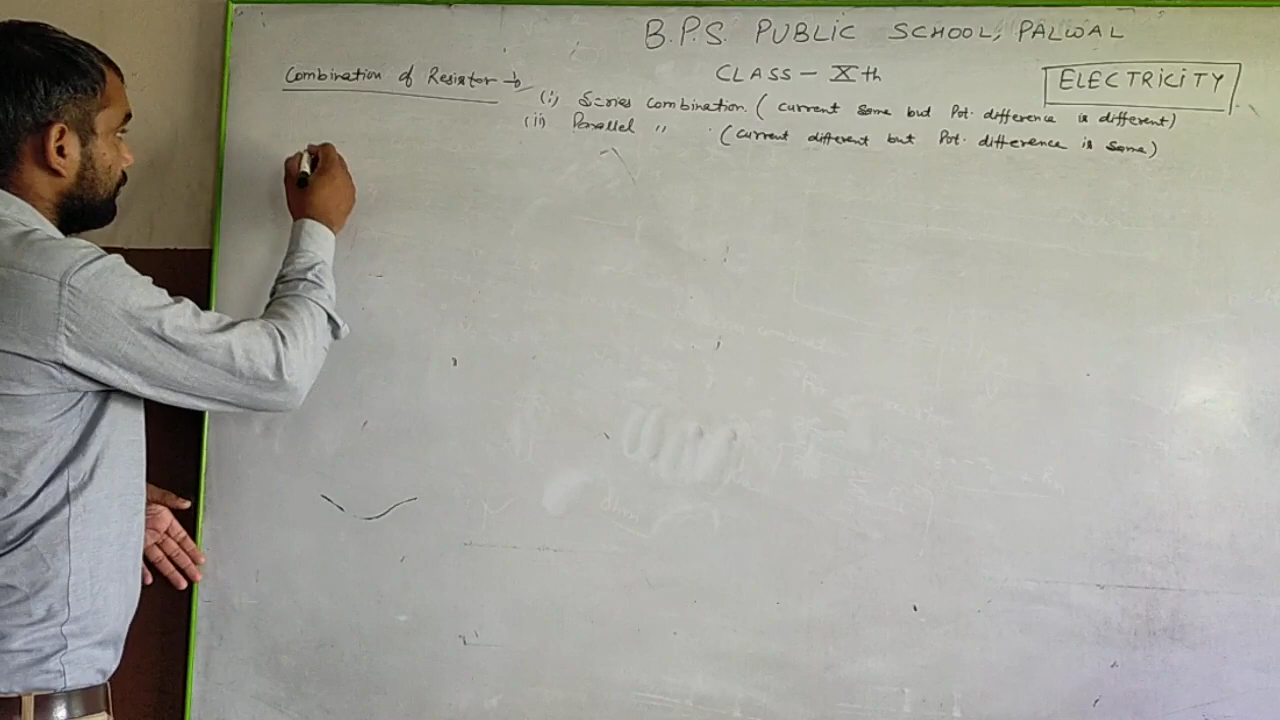 B.P.S. PUBLIC SCHOOL, PALWAL
CLASS - Xth
ELECTRICITY
Combination of Resistor →
(i) Series Combination. ( current same but Pot. difference is different)
(ii) Parallel " (current different but Pot. difference is same)